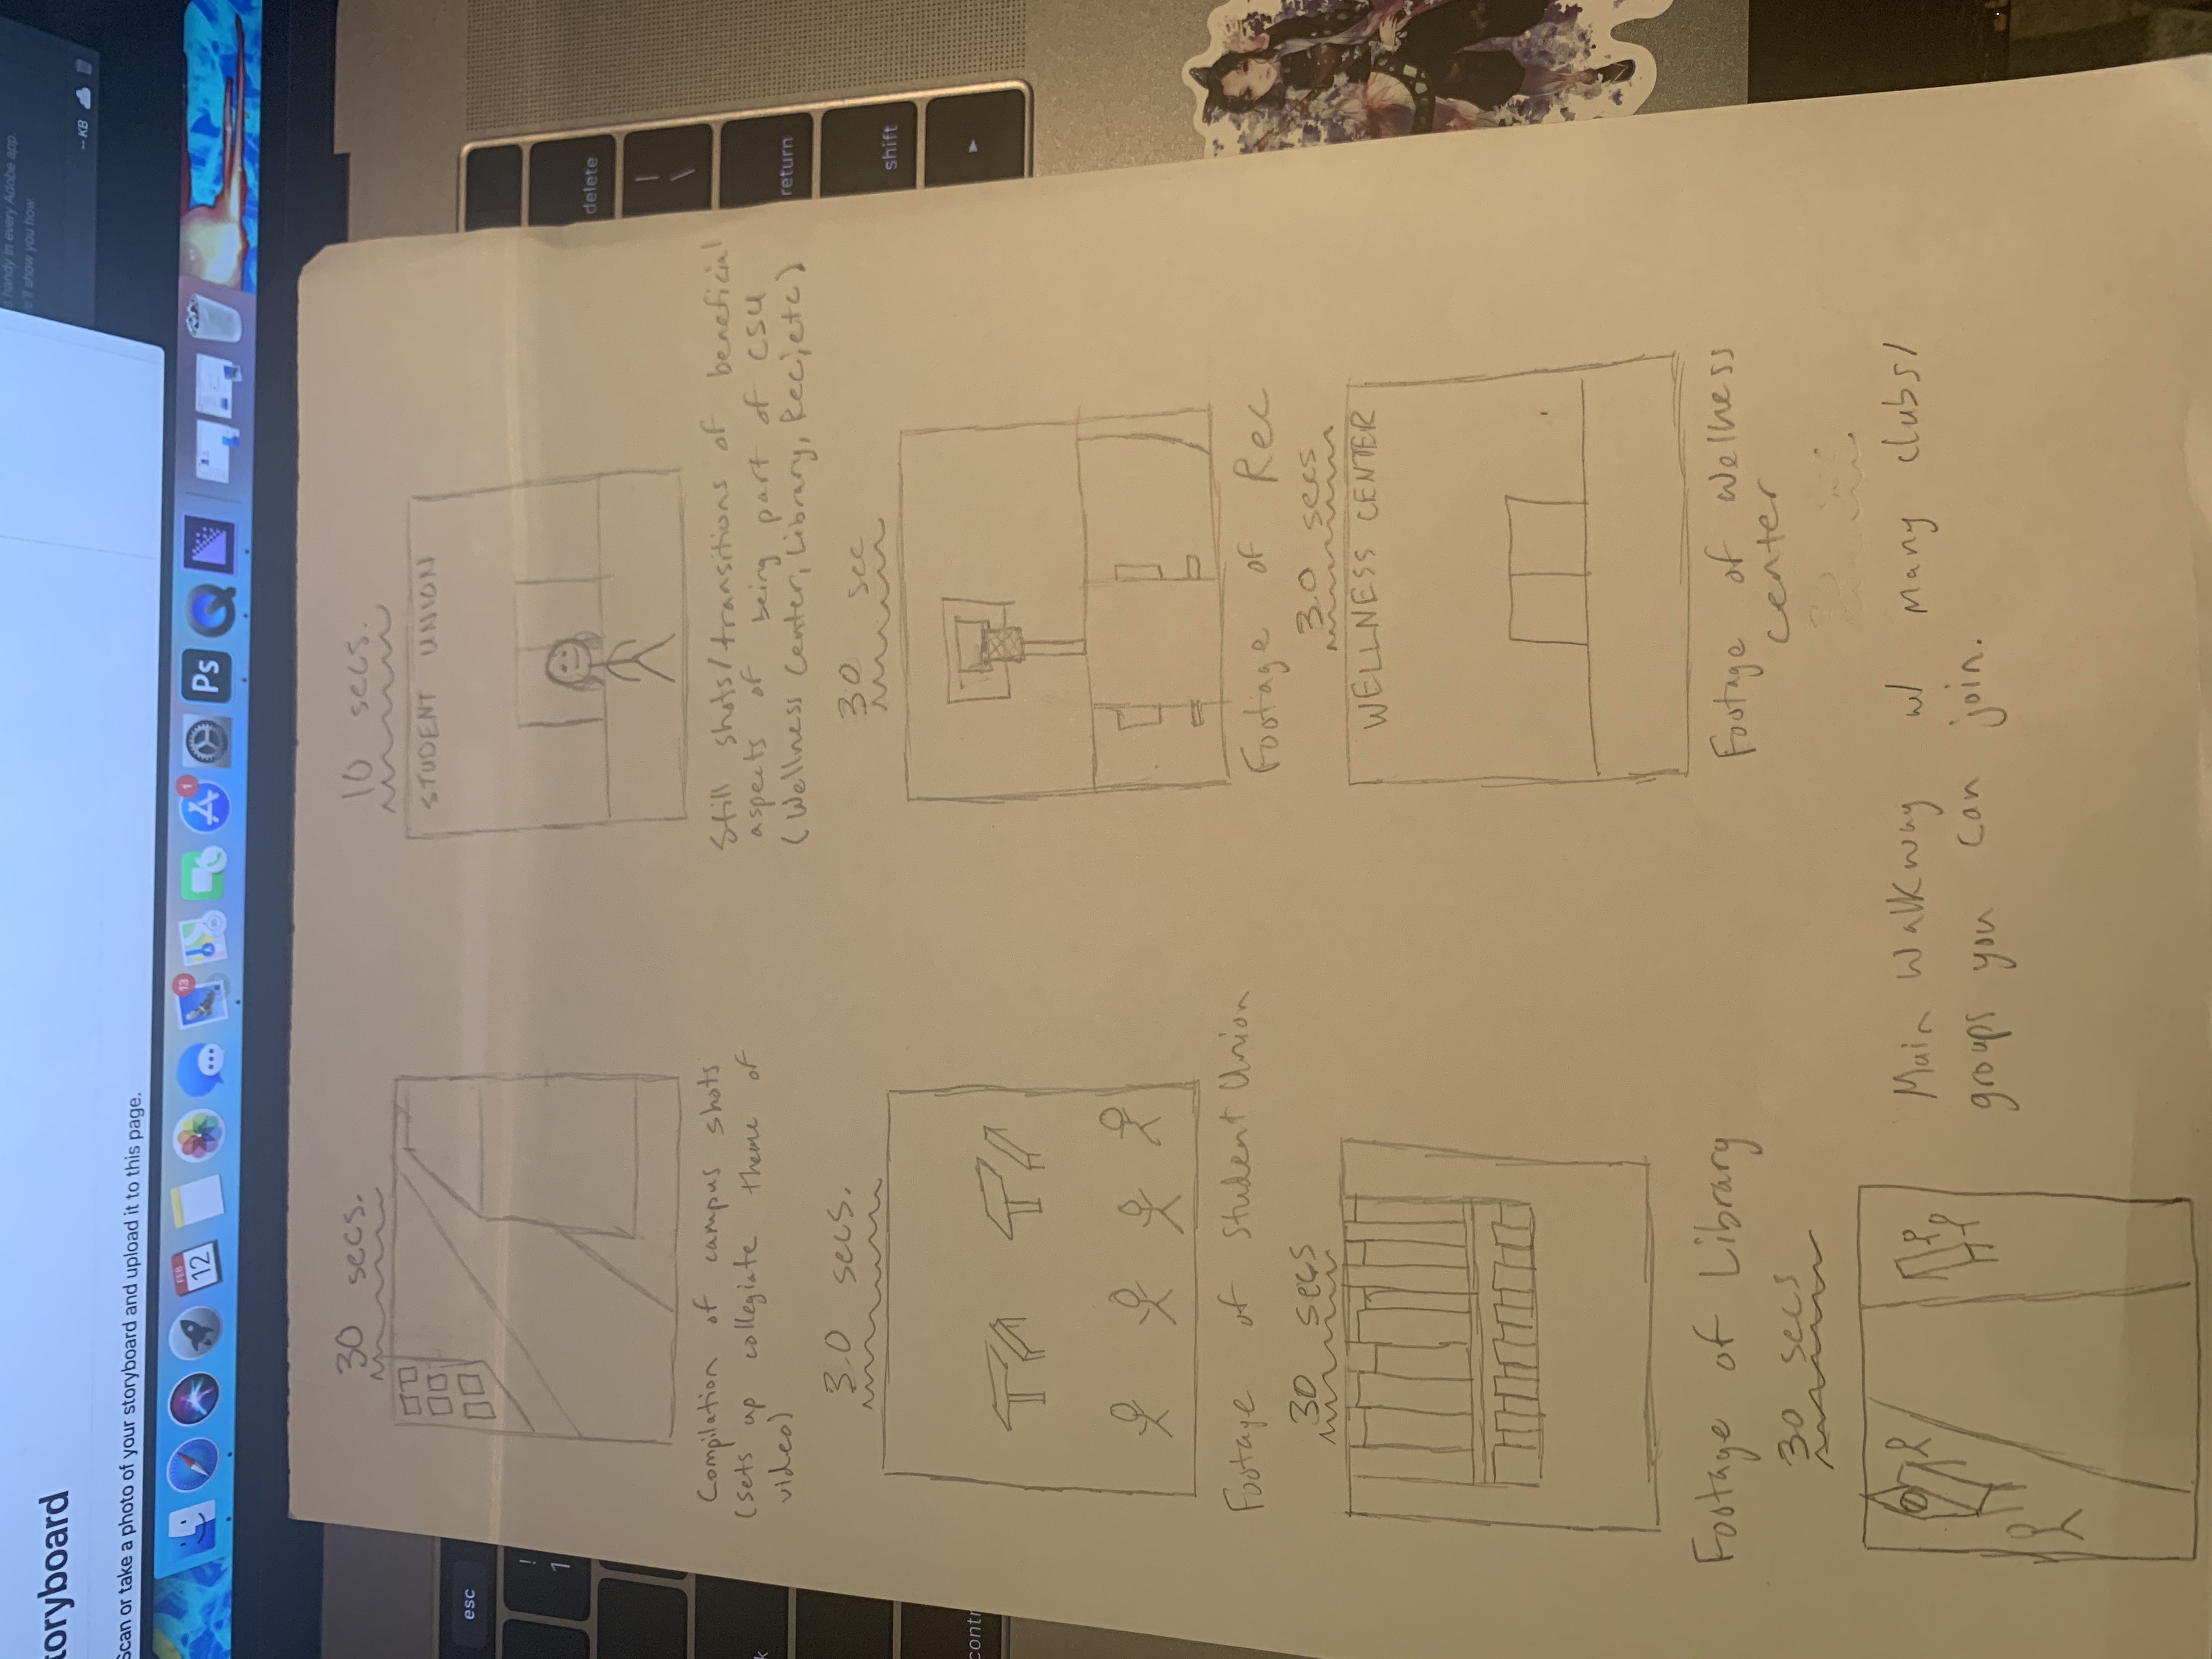 handy in every Adobe app.
'll show you how.
-- KB
toryboard
Scan or take a photo of your storyboard and upload it to this page.
FEB
12
13
1
Ps
esc
!
1
k
contr
delete
|
\
return
shift
30 secs.
Compilation of campus shots
(sets up collegiate theme of
video)
10 secs.
STUDENT UNION
Still shots/transitions of beneficial
aspects of being part of CSU
(Wellness Center, Library, Rec, etc)
3.0 secs.
Footage of Student Union
30 sec
Footage of Rec
30 secs
Footage of Library
3.0 secs
WELLNESS CENTER
Footage of Wellness
center
30 secs
Main Walkway w/ many clubs/
groups you can join.